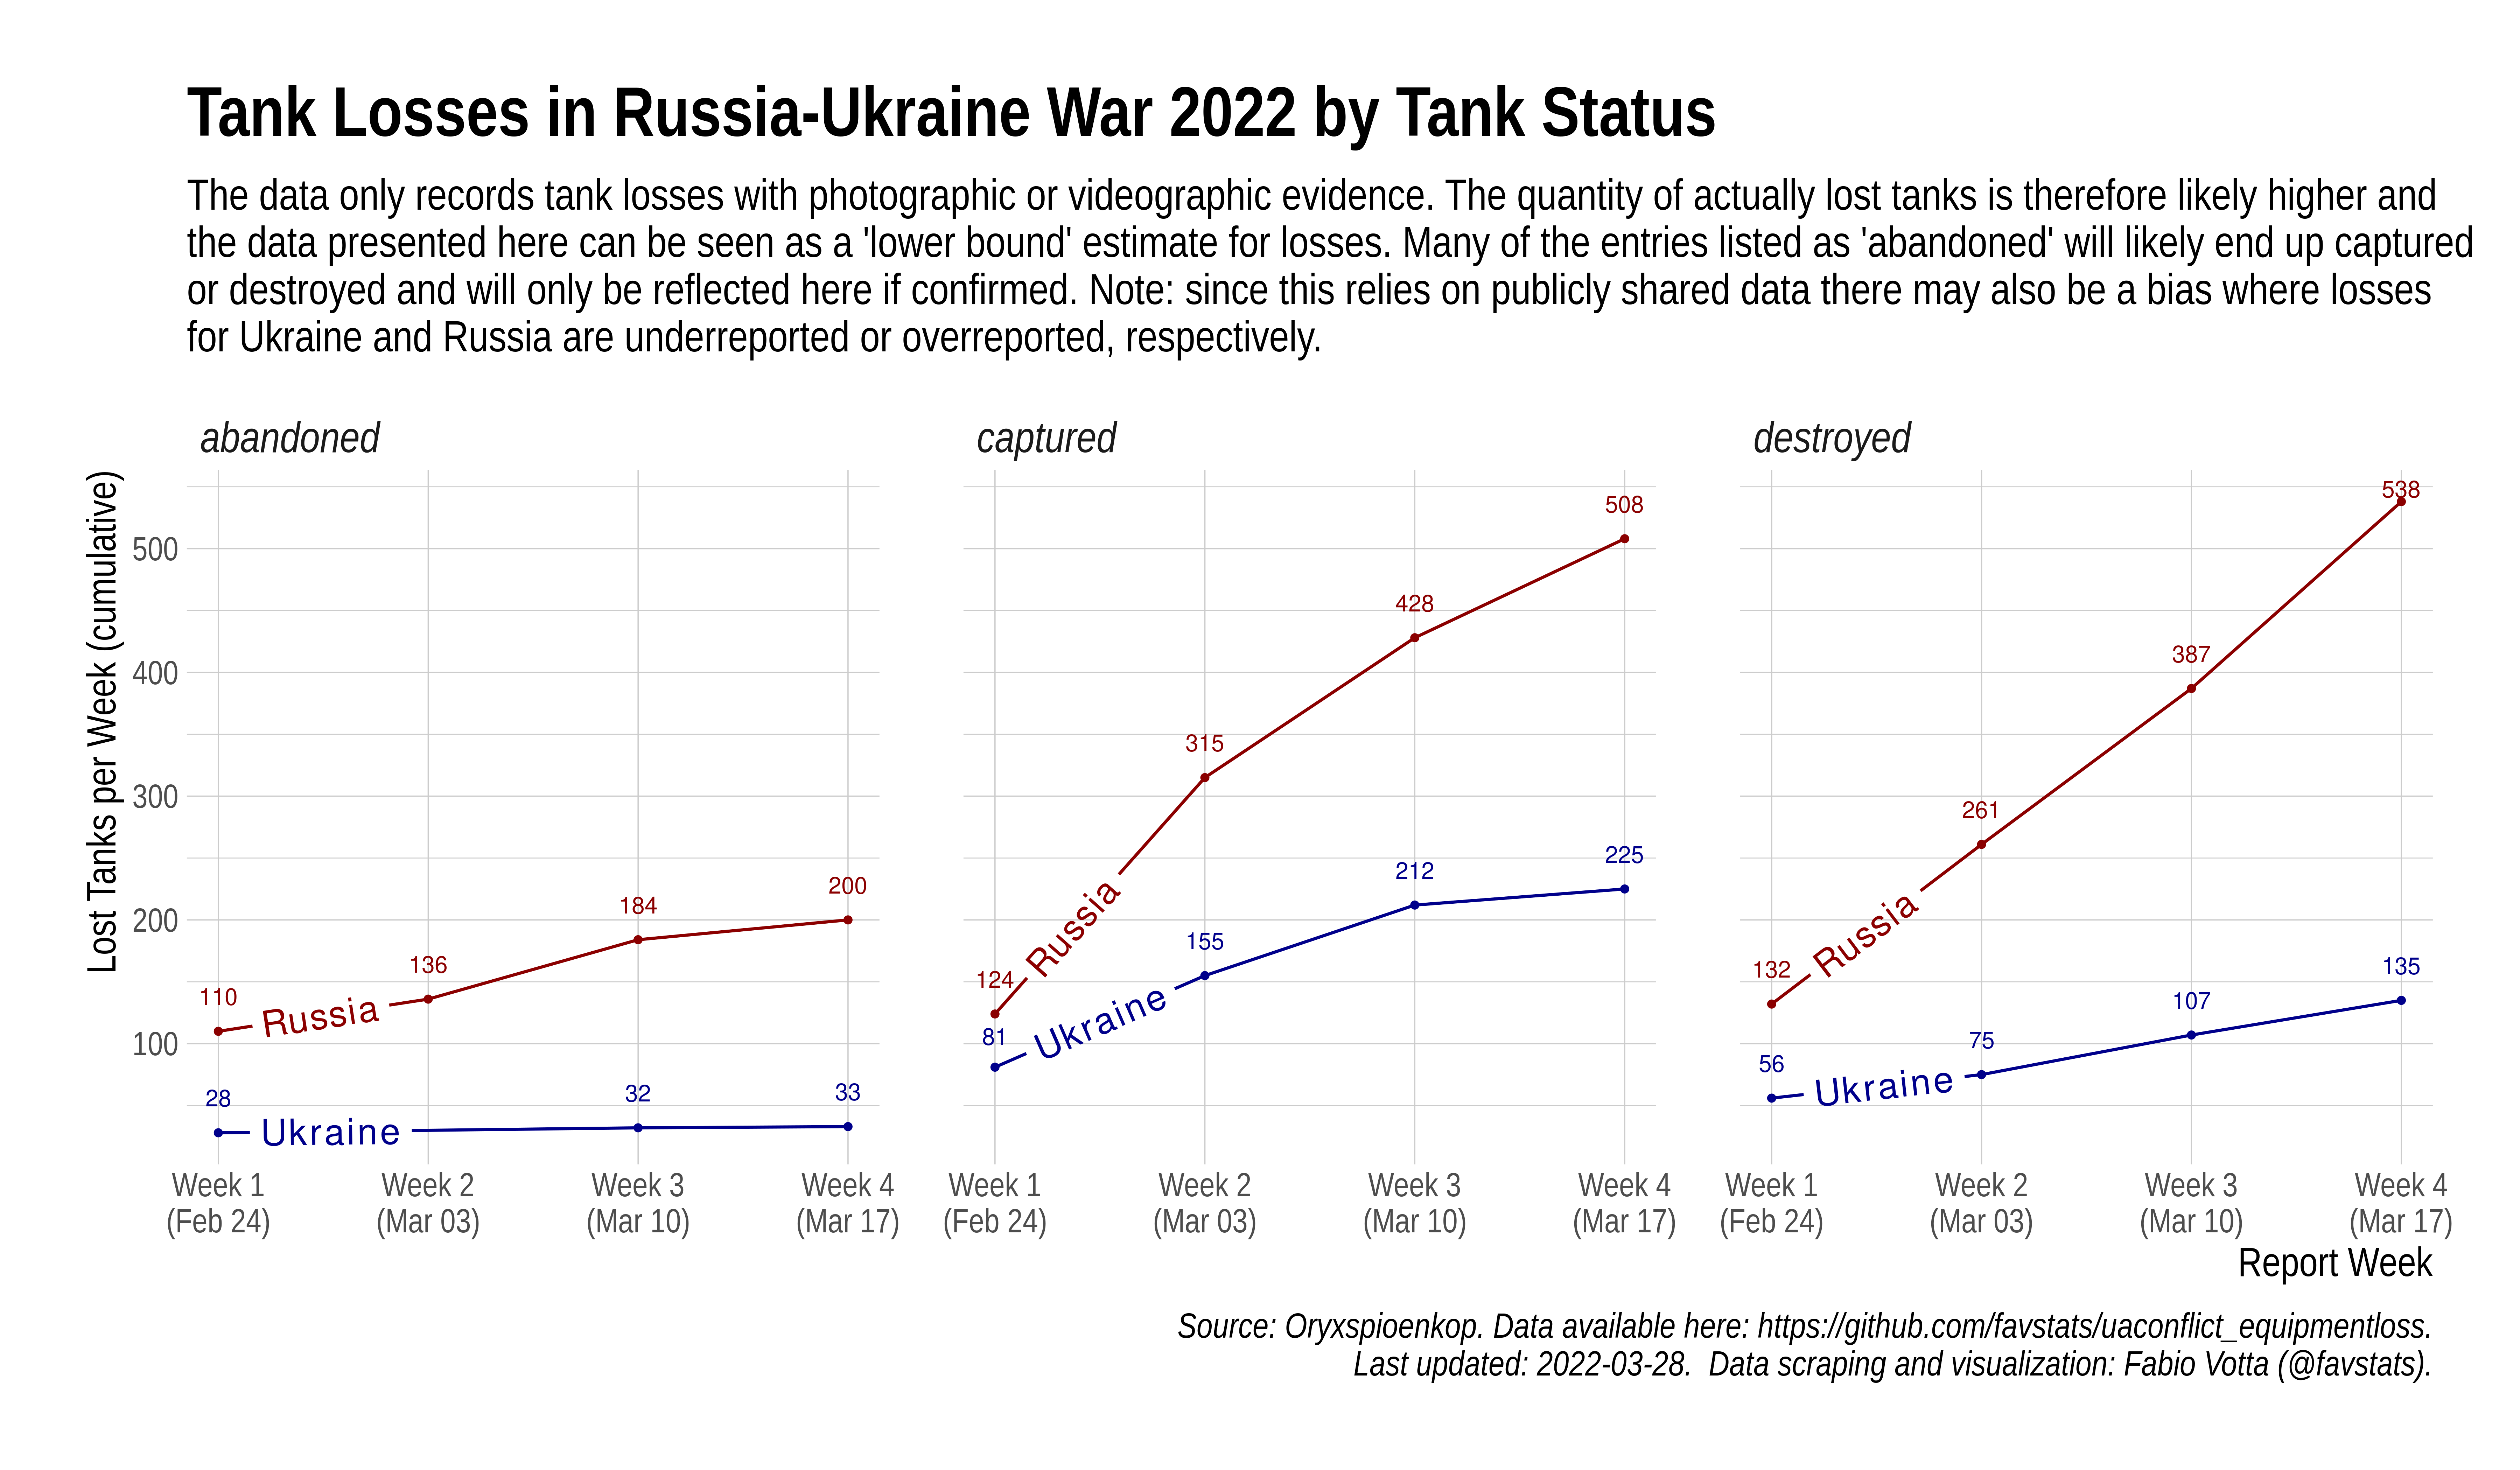 Tank Losses in Russia-Ukraine War 2022 by Tank Status
The data only records tank losses with photographic or videographic evidence. The quantity of actually lost tanks is therefore likely higher and
the data presented here can be seen as a 'lower bound' estimate for losses. Many of the entries listed as 'abandoned' will likely end up captured
or destroyed and will only be reflected here if confirmed. Note: since this relies on publicly shared data there may also be a bias where losses
for Ukraine and Russia are underreported or overreported, respectively.
Lost Tanks per Week (cumulative)
500
400
300
200
100
abandoned
110
136
184
200
Russia
28
32
33
Ukraine
Week 1
(Feb 24)
Week 2
(Mar 03)
Week 3
(Mar 10)
Week 4
(Mar 17)
captured
124
315
428
508
Russia
81
155
212
225
Ukraine
Week 1
(Feb 24)
Week 2
(Mar 03)
Week 3
(Mar 10)
Week 4
(Mar 17)
destroyed
132
261
387
538
Russia
56
75
107
135
Ukraine
Week 1
(Feb 24)
Week 2
(Mar 03)
Week 3
(Mar 10)
Week 4
(Mar 17)
Report Week
Source: Oryxspioenkop. Data available here: https://github.com/favstats/uaconflict_equipmentloss.
Last updated: 2022-03-28.  Data scraping and visualization: Fabio Votta (@favstats).